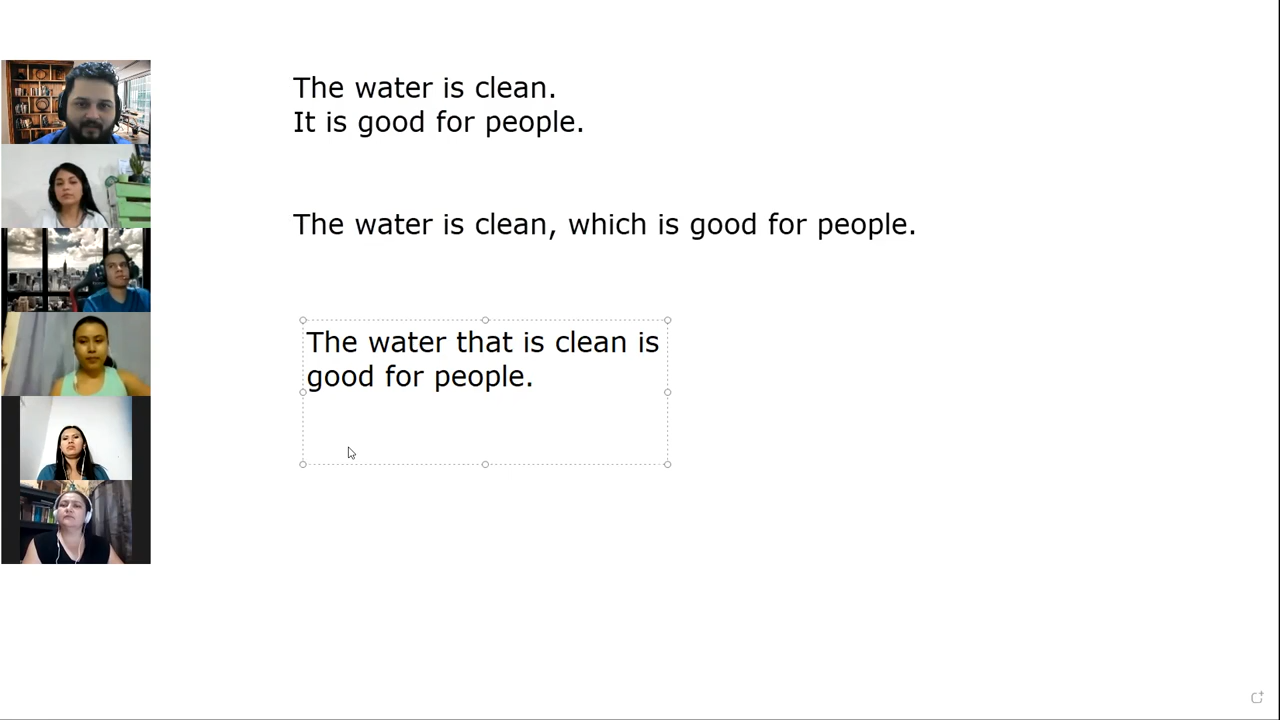 The water is clean.
It is good for people.
The water is clean, which is good for people.
The water that is clean is
good for people.